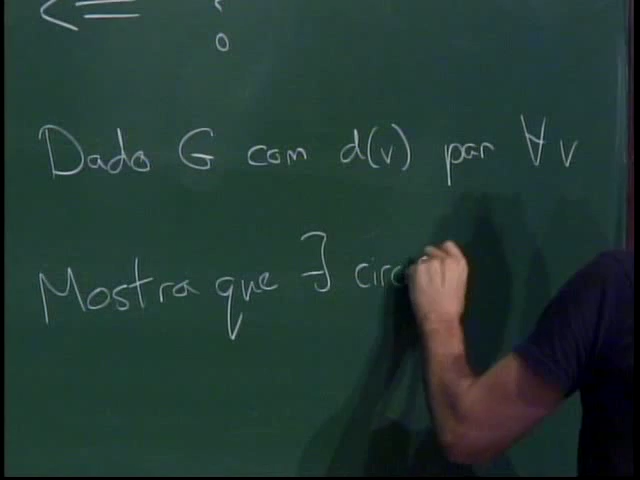 <=
Dado G com d(v) par ∀ v
Mostra que ∃ circ